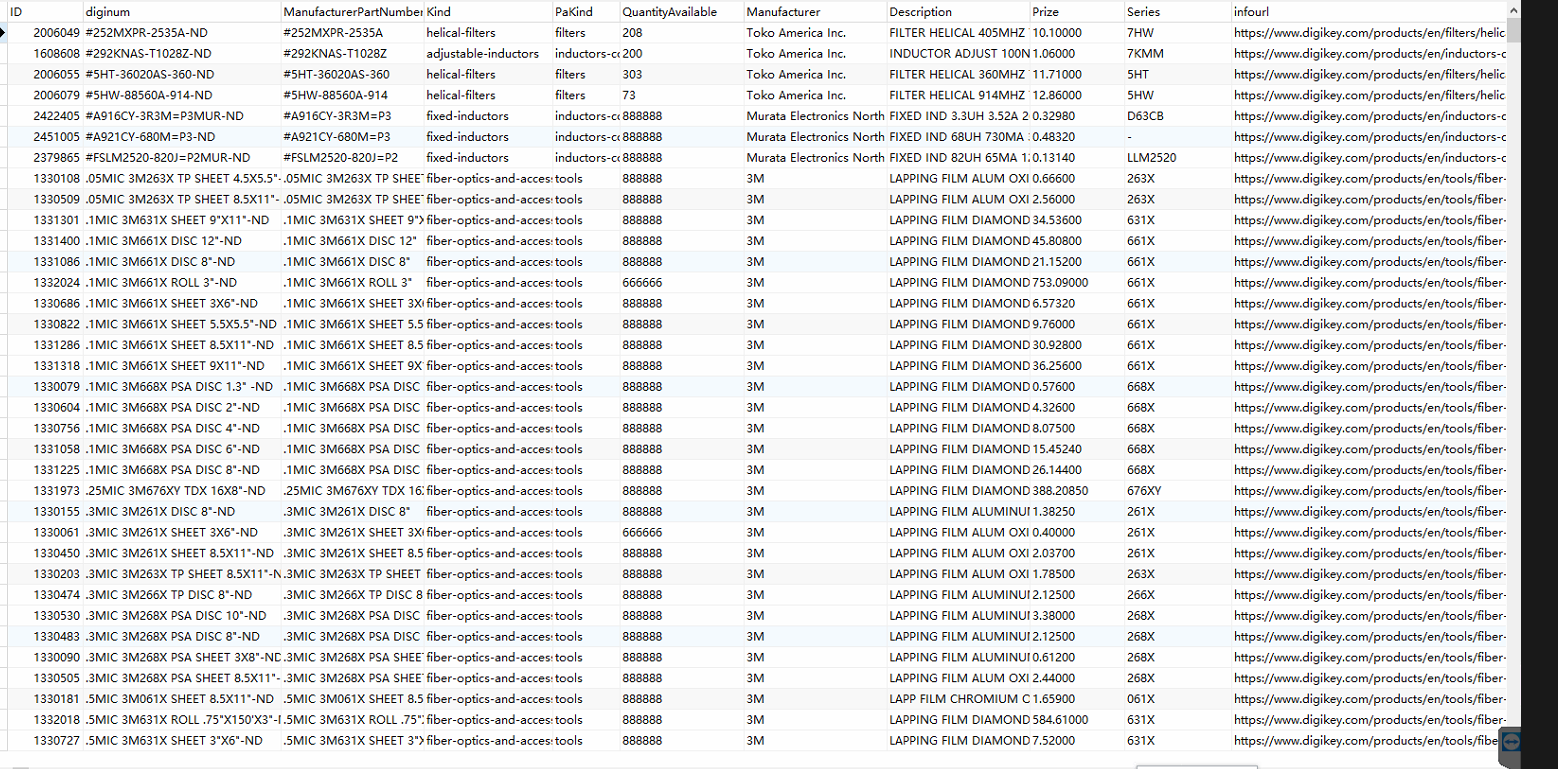 ID diginum ManufacturerPartNumber Kind PaKind QuantityAvailable Manufacturer Description Prize Series infourl
2006049 #252MXPR-2535A-ND #252MXPR-2535A helical-filters filters 208 Toko America Inc. FILTER HELICAL 405MHZ 10.10000 7HW https://www.digikey.com/products/en/filters/helic
1608608 #292KNAS-T1028Z-ND #292KNAS-T1028Z adjustable-inductors inductors-co 200 Toko America Inc. INDUCTOR ADJUST 100N 1.06000 7KMM https://www.digikey.com/products/en/inductors-c
2006055 #5HT-36020AS-360-ND #5HT-36020AS-360 helical-filters filters 303 Toko America Inc. FILTER HELICAL 360MHZ 11.71000 5HT https://www.digikey.com/products/en/filters/helic
2006079 #5HW-88560A-914-ND #5HW-88560A-914 helical-filters filters 73 Toko America Inc. FILTER HELICAL 914MHZ 12.86000 5HW https://www.digikey.com/products/en/filters/helic
2422405 #A916CY-3R3M=P3MUR-ND #A916CY-3R3M=P3 fixed-inductors inductors-co 888888 Murata Electronics North FIXED IND 3.3UH 3.52A 2 0.32980 D63CB https://www.digikey.com/products/en/inductors-c
2451005 #A921CY-680M=P3-ND #A921CY-680M=P3 fixed-inductors inductors-co 888888 Murata Electronics North FIXED IND 68UH 730MA 0.48320 - https://www.digikey.com/products/en/inductors-c
2379865 #FSLM2520-820J=P2MUR-ND #FSLM2520-820J=P2 fixed-inductors inductors-co 888888 Murata Electronics North FIXED IND 82UH 65MA 1 0.13140 LLM2520 https://www.digikey.com/products/en/inductors-c
1330108 .05MIC 3M263X TP SHEET 4.5X5.5"- .05MIC 3M263X TP SHEE fiber-optics-and-acces tools 888888 3M LAPPING FILM ALUM OXI 0.66600 263X https://www.digikey.com/products/en/tools/fiber-
1330509 .05MIC 3M263X TP SHEET 8.5X11"- .05MIC 3M263X TP SHEE fiber-optics-and-acces tools 888888 3M LAPPING FILM ALUM OXI 2.56000 263X https://www.digikey.com/products/en/tools/fiber-
1331301 .1MIC 3M631X SHEET 9"X11"-ND .1MIC 3M631X SHEET 9"X fiber-optics-and-acces tools 888888 3M LAPPING FILM DIAMOND 34.53600 631X https://www.digikey.com/products/en/tools/fiber-
1331400 .1MIC 3M661X DISC 12"-ND .1MIC 3M661X DISC 12" fiber-optics-and-acces tools 888888 3M LAPPING FILM DIAMOND 45.80800 661X https://www.digikey.com/products/en/tools/fiber-
1331086 .1MIC 3M661X DISC 8"-ND .1MIC 3M661X DISC 8" fiber-optics-and-acces tools 888888 3M LAPPING FILM DIAMOND 21.15200 661X https://www.digikey.com/products/en/tools/fiber-
1332024 .1MIC 3M661X ROLL 3"-ND .1MIC 3M661X ROLL 3" fiber-optics-and-acces tools 666666 3M LAPPING FILM DIAMOND 753.09000 661X https://www.digikey.com/products/en/tools/fiber-
1330686 .1MIC 3M661X SHEET 3X6"-ND .1MIC 3M661X SHEET 3X6 fiber-optics-and-acces tools 888888 3M LAPPING FILM DIAMOND 6.57320 661X https://www.digikey.com/products/en/tools/fiber-
1330822 .1MIC 3M661X SHEET 5.5X5.5"-ND .1MIC 3M661X SHEET 5.5 fiber-optics-and-acces tools 888888 3M LAPPING FILM DIAMOND 9.76000 661X https://www.digikey.com/products/en/tools/fiber-
1331286 .1MIC 3M661X SHEET 8.5X11"-ND .1MIC 3M661X SHEET 8.5 fiber-optics-and-acces tools 888888 3M LAPPING FILM DIAMOND 30.92800 661X https://www.digikey.com/products/en/tools/fiber-
1331318 .1MIC 3M661X SHEET 9X11"-ND .1MIC 3M661X SHEET 9X fiber-optics-and-acces tools 888888 3M LAPPING FILM DIAMOND 36.25600 661X https://www.digikey.com/products/en/tools/fiber-
1330079 .1MIC 3M668X PSA DISC 1.3" -ND .1MIC 3M668X PSA DISC fiber-optics-and-acces tools 888888 3M LAPPING FILM DIAMOND 0.57600 668X https://www.digikey.com/products/en/tools/fiber-
1330604 .1MIC 3M668X PSA DISC 2"-ND .1MIC 3M668X PSA DISC fiber-optics-and-acces tools 888888 3M LAPPING FILM DIAMOND 4.32600 668X https://www.digikey.com/products/en/tools/fiber-
1330756 .1MIC 3M668X PSA DISC 4"-ND .1MIC 3M668X PSA DISC fiber-optics-and-acces tools 888888 3M LAPPING FILM DIAMOND 8.07500 668X https://www.digikey.com/products/en/tools/fiber-
1331058 .1MIC 3M668X PSA DISC 6"-ND .1MIC 3M668X PSA DISC fiber-optics-and-acces tools 888888 3M LAPPING FILM DIAMOND 15.45240 668X https://www.digikey.com/products/en/tools/fiber-
1331225 .1MIC 3M668X PSA DISC 8"-ND .1MIC 3M668X PSA DISC fiber-optics-and-acces tools 888888 3M LAPPING FILM DIAMOND 26.14400 668X https://www.digikey.com/products/en/tools/fiber-
1331973 .25MIC 3M676XY TDX 16X8"-ND .25MIC 3M676XY TDX 16 fiber-optics-and-acces tools 888888 3M LAPPING FILM DIAMOND 388.20850 676XY https://www.digikey.com/products/en/tools/fiber-
1330155 .3MIC 3M261X DISC 8"-ND .3MIC 3M261X DISC 8" fiber-optics-and-acces tools 888888 3M LAPPING FILM ALUMINUI 1.38250 261X https://www.digikey.com/products/en/tools/fiber-
1330061 .3MIC 3M261X SHEET 3X6"-ND .3MIC 3M261X SHEET 3X6 fiber-optics-and-acces tools 666666 3M LAPPING FILM ALUM OXI 0.40000 261X https://www.digikey.com/products/en/tools/fiber-
1330450 .3MIC 3M261X SHEET 8.5X11"-ND .3MIC 3M261X SHEET 8.5 fiber-optics-and-acces tools 888888 3M LAPPING FILM ALUM OXI 2.03700 261X https://www.digikey.com/products/en/tools/fiber-
1330203 .3MIC 3M263X TP SHEET 8.5X11"-N .3MIC 3M263X TP SHEET fiber-optics-and-acces tools 888888 3M LAPPING FILM ALUM OXI 1.78500 263X https://www.digikey.com/products/en/tools/fiber-
1330474 .3MIC 3M266X TP DISC 8"-ND .3MIC 3M266X TP DISC 8 fiber-optics-and-acces tools 888888 3M LAPPING FILM ALUMINUI 2.12500 266X https://www.digikey.com/products/en/tools/fiber-
1330530 .3MIC 3M268X PSA DISC 10"-ND .3MIC 3M268X PSA DISC fiber-optics-and-acces tools 888888 3M LAPPING FILM ALUMINUI 3.38000 268X https://www.digikey.com/products/en/tools/fiber-
1330483 .3MIC 3M268X PSA DISC 8"-ND .3MIC 3M268X PSA DISC fiber-optics-and-acces tools 888888 3M LAPPING FILM ALUMINUI 2.12500 268X https://www.digikey.com/products/en/tools/fiber-
1330090 .3MIC 3M268X PSA SHEET 3X8"-ND .3MIC 3M268X PSA SHEE fiber-optics-and-acces tools 888888 3M LAPPING FILM ALUMINUI 0.61200 268X https://www.digikey.com/products/en/tools/fiber-
1330505 .3MIC 3M268X PSA SHEET 8.5X11"- .3MIC 3M268X PSA SHEE fiber-optics-and-acces tools 888888 3M LAPPING FILM ALUM OXI 2.44000 268X https://www.digikey.com/products/en/tools/fiber-
1330181 .5MIC 3M061X SHEET 8.5X11"-ND .5MIC 3M061X SHEET 8.5 fiber-optics-and-acces tools 888888 3M LAPP FILM CHROMIUM C 1.65900 061X https://www.digikey.com/products/en/tools/fiber-
1332018 .5MIC 3M631X ROLL .75"X150'X3"- .5MIC 3M631X ROLL .75" fiber-optics-and-acces tools 888888 3M LAPPING FILM DIAMOND 584.61000 631X https://www.digikey.com/products/en/tools/fiber-
1330727 .5MIC 3M631X SHEET 3"X6"-ND .5MIC 3M631X SHEET 3"X fiber-optics-and-acces tools 888888 3M LAPPING FILM DIAMOND 7.52000 631X https://www.digikey.com/products/en/tools/fibe